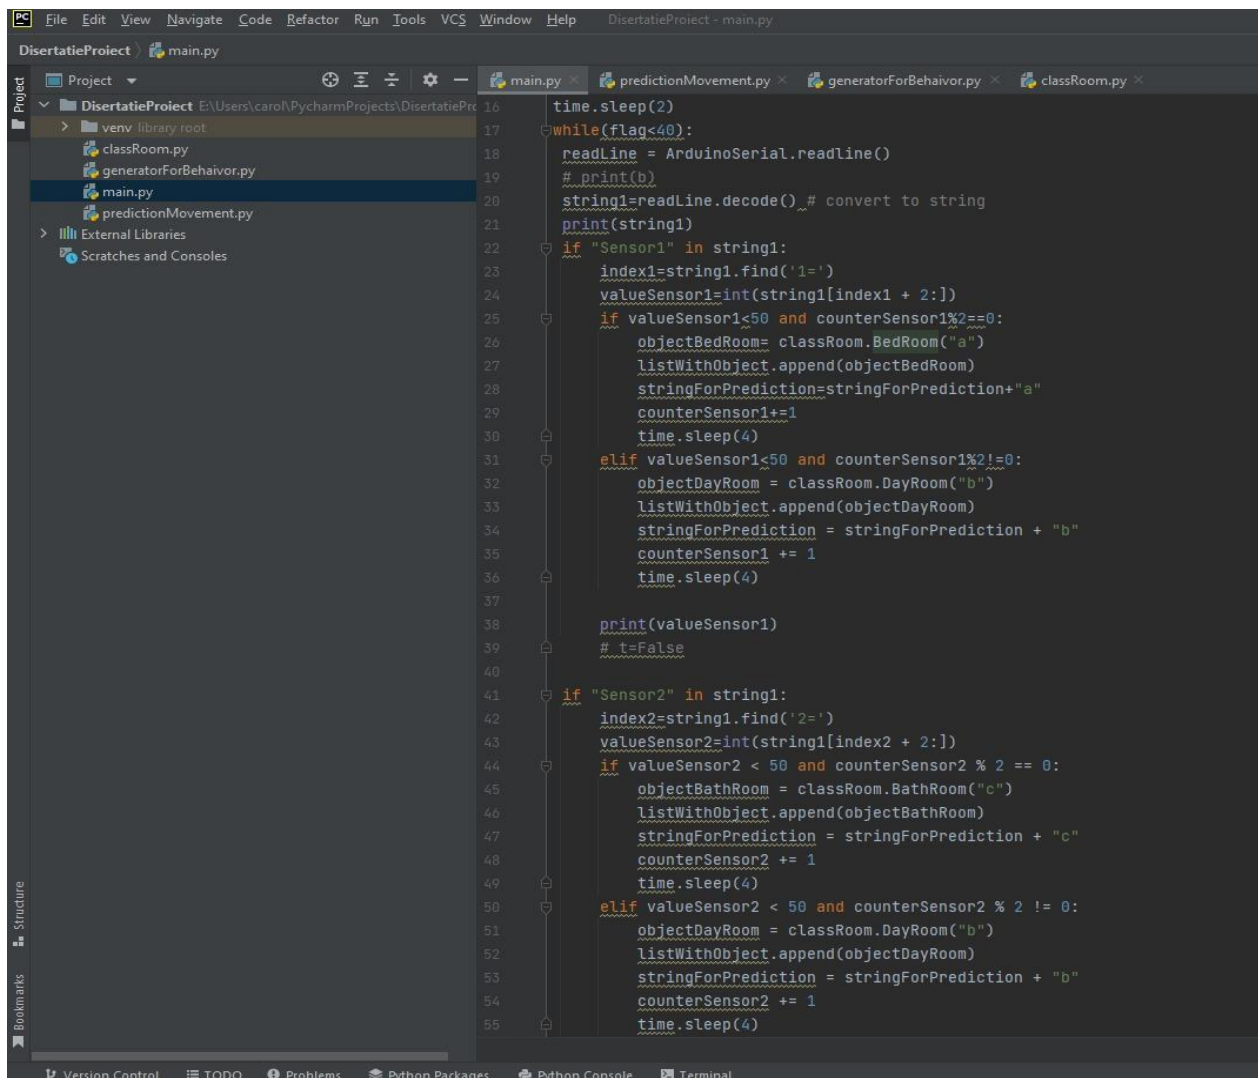 PC File Edit View Navigate Code Refactor Run Tools VCS Window Help DisertatieProiect - main.py
DisertatieProiect main.py
Project
Project
main.py predictionMovement.py generatorForBehaivor.py classRoom.py
DisertatieProiect E:\Users\carol\PycharmProjects\DisertatiePro
venv library root
classRoom.py
generatorForBehaivor.py
main.py
predictionMovement.py
External Libraries
Scratches and Consoles
16 time.sleep(2)
17 while(flag<40):
18 readLine = ArduinoSerial.readline()
19 # print(b)
20 string1=readLine.decode() # convert to string
21 print(string1)
22 if "Sensor1" in string1:
23 index1=string1.find('1=')
24 valueSensor1=int(string1[index1 + 2:])
25 if valueSensor1<50 and counterSensor1%2==0:
26 objectBedRoom= classRoom.BedRoom("a")
27 listWithObject.append(objectBedRoom)
28 stringForPrediction=stringForPrediction+"a"
29 counterSensor1+=1
30 time.sleep(4)
31 elif valueSensor1<50 and counterSensor1%2!=0:
32 objectDayRoom = classRoom.DayRoom("b")
33 listWithObject.append(objectDayRoom)
34 stringForPrediction = stringForPrediction + "b"
35 counterSensor1 += 1
36 time.sleep(4)
37
38 print(valueSensor1)
39 # t=False
40
41 if "Sensor2" in string1:
42 index2=string1.find('2=')
43 valueSensor2=int(string1[index2 + 2:])
44 if valueSensor2 < 50 and counterSensor2 % 2 == 0:
45 objectBathRoom = classRoom.BathRoom("c")
46 listWithObject.append(objectBathRoom)
47 stringForPrediction = stringForPrediction + "c"
48 counterSensor2 += 1
49 time.sleep(4)
50 elif valueSensor2 < 50 and counterSensor2 % 2 != 0:
51 objectDayRoom = classRoom.DayRoom("b")
52 listWithObject.append(objectDayRoom)
53 stringForPrediction = stringForPrediction + "b"
54 counterSensor2 += 1
55 time.sleep(4)
Structure
Bookmarks
Version Control TODO Problems Python Packages Python Console Terminal